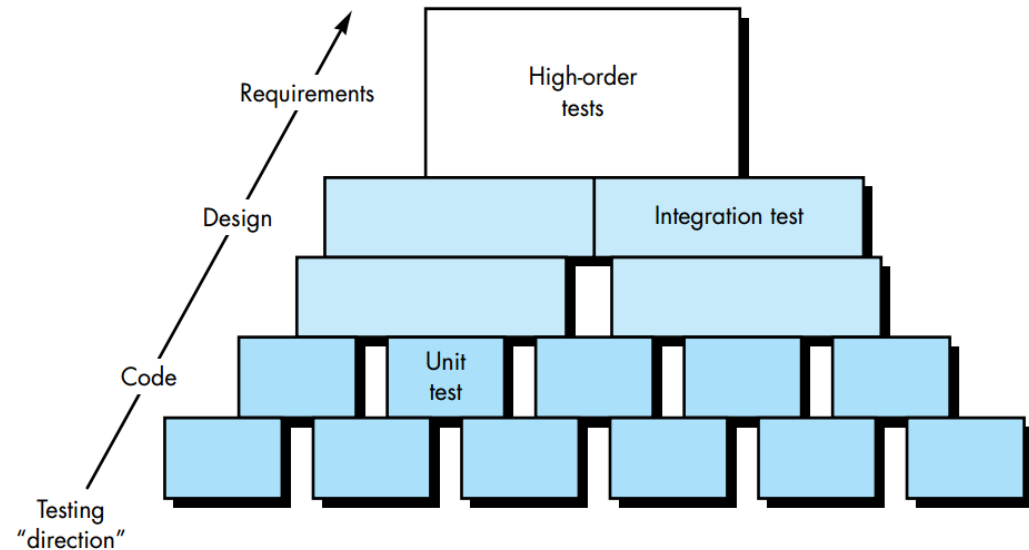 High-order
tests
Requirements
Design
Integration test
Code
Unit
test
Testing
“direction”